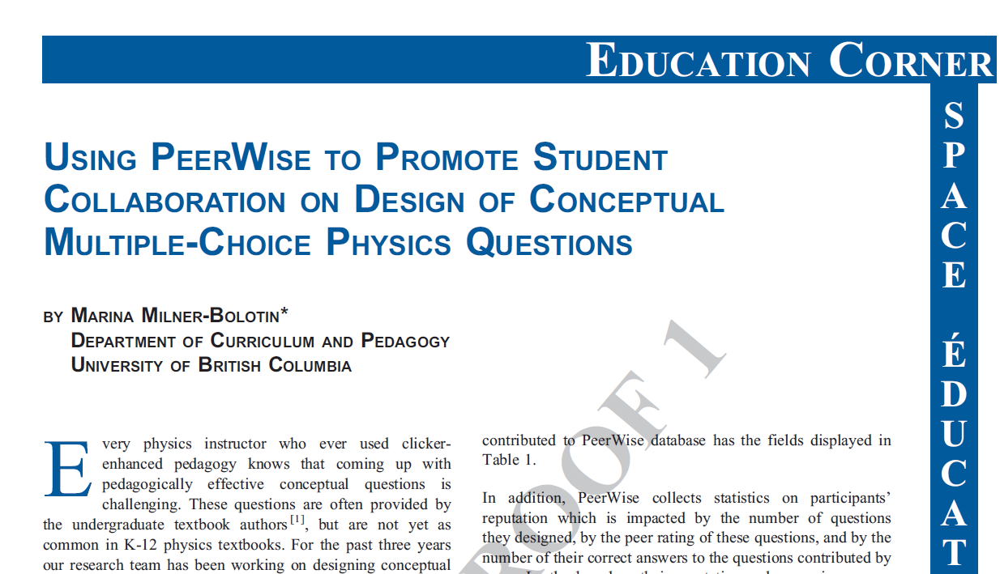 EDUCATION CORNER
SPACE ÉDUCAT
USING PEERWISE TO PROMOTE STUDENT
COLLABORATION ON DESIGN OF CONCEPTUAL
MULTIPLE-CHOICE PHYSICS QUESTIONS
BY MARINA MILNER-BOLOTIN*
DEPARTMENT OF CURRICULUM AND PEDAGOGY
UNIVERSITY OF BRITISH COLUMBIA
Every physics instructor who ever used clicker-
enhanced pedagogy knows that coming up with
pedagogically effective conceptual questions is
challenging. These questions are often provided by
the undergraduate textbook authors [1], but are not yet as
common in K-12 physics textbooks. For the past three years
our research team has been working on designing conceptual
contributed to PeerWise database has the fields displayed in
Table 1.
In addition, PeerWise collects statistics on participants’
reputation which is impacted by the number of questions
they designed, by the peer rating of these questions, and by the
number of their correct answers to the questions contributed by
ROOF 1